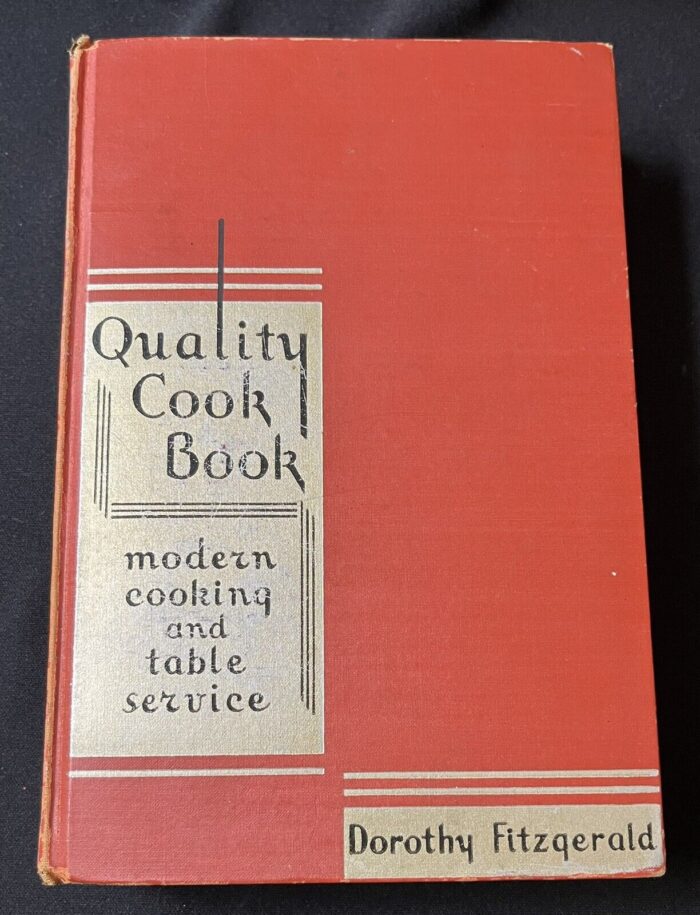 Quality
Cook
Book
modern
cooking
and
table
service
Dorothy Fitzgerald